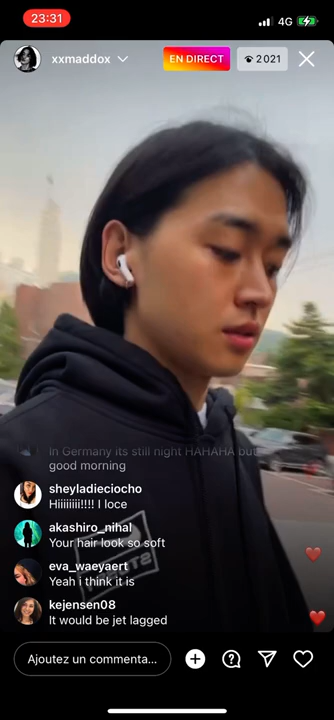 23:31
4G
xxmaddox
EN DIRECT
2 021
In Germany its still night HAHAHA but
good morning
sheyladieciocho
Hiiiiiiii!!!! I loce
akashiro_nihal
Your hair look so soft
eva_waeyaert
Yeah i think it is
kejensen08
It would be jet lagged
Ajoutez un commenta...